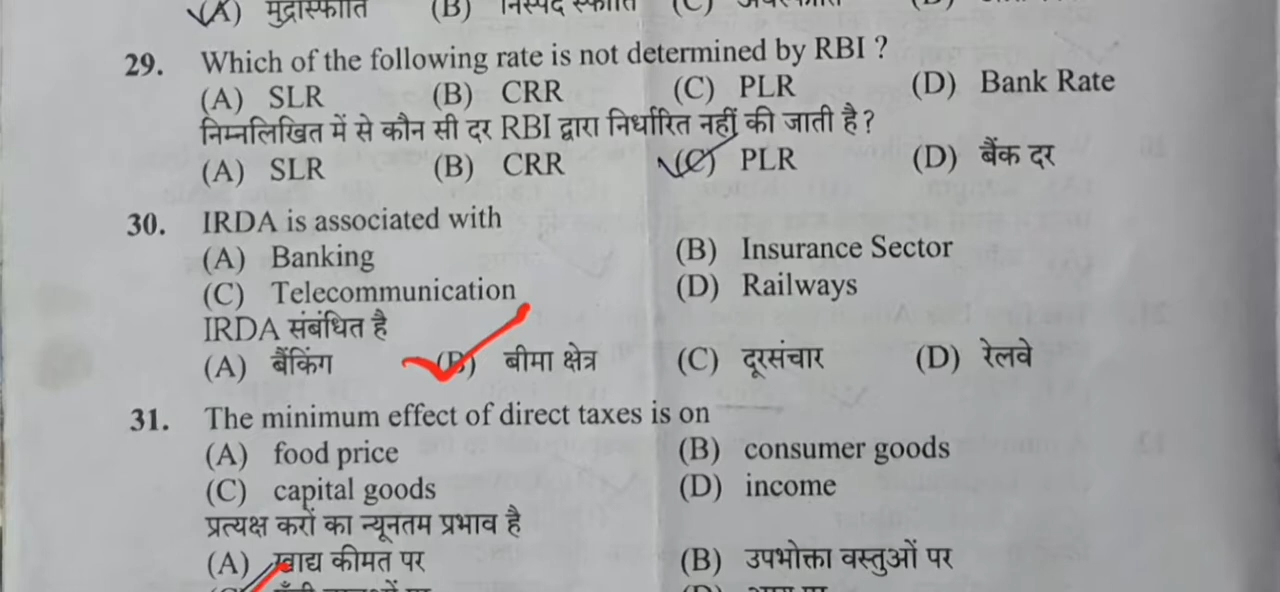 (A) मुद्रास्फीति (B) निस्पंद स्फीति (C) अवस्फीति
29. Which of the following rate is not determined by RBI ?
(A) SLR (B) CRR (C) PLR (D) Bank Rate
निम्नलिखित में से कौन सी दर RBI द्वारा निर्धारित नहीं की जाती है ?
(A) SLR (B) CRR (C) PLR (D) बैंक दर
30. IRDA is associated with
(A) Banking (B) Insurance Sector
(C) Telecommunication (D) Railways
IRDA संबंधित है
(A) बैंकिंग (B) बीमा क्षेत्र (C) दूरसंचार (D) रेलवे
31. The minimum effect of direct taxes is on
(A) food price (B) consumer goods
(C) capital goods (D) income
प्रत्यक्ष करों का न्यूनतम प्रभाव है
(A) खाद्य कीमत पर (B) उपभोक्ता वस्तुओं पर